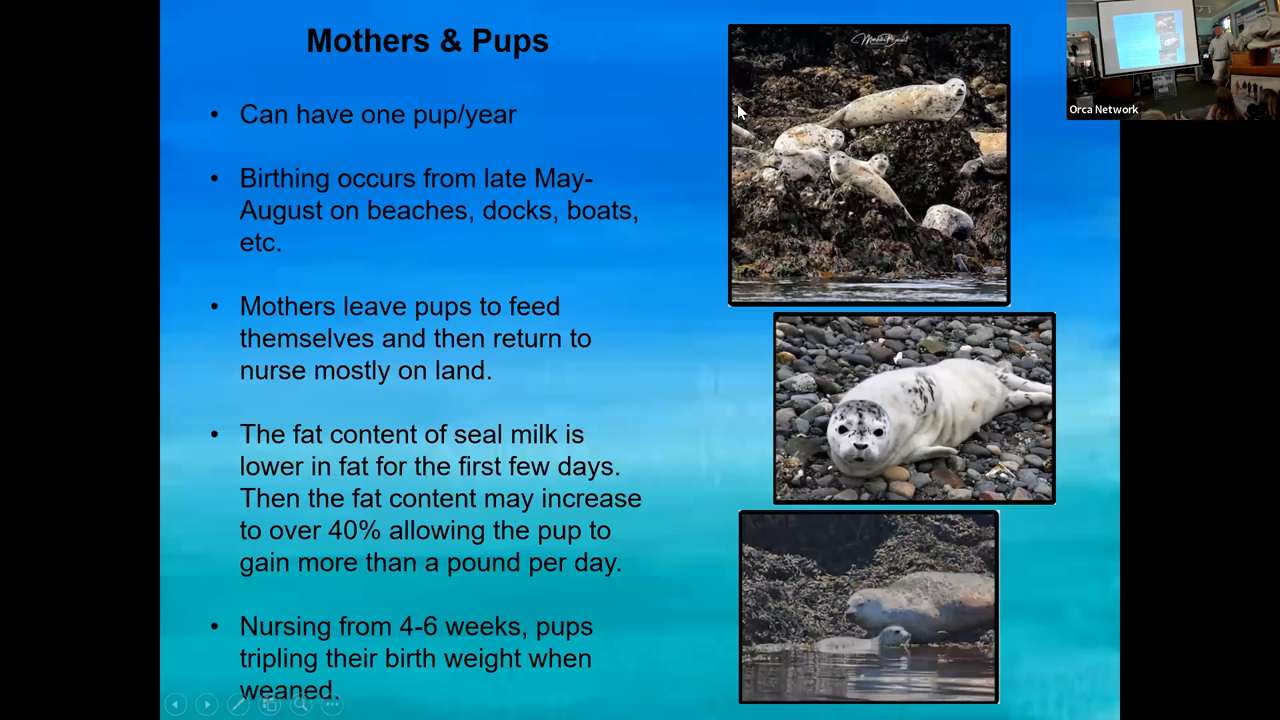 Mothers & Pups
• Can have one pup/year
• Birthing occurs from late May-
August on beaches, docks, boats,
etc.
• Mothers leave pups to feed
themselves and then return to
nurse mostly on land.
• The fat content of seal milk is
lower in fat for the first few days.
Then the fat content may increase
to over 40% allowing the pup to
gain more than a pound per day.
• Nursing from 4-6 weeks, pups
tripling their birth weight when
weaned.
Orca Network